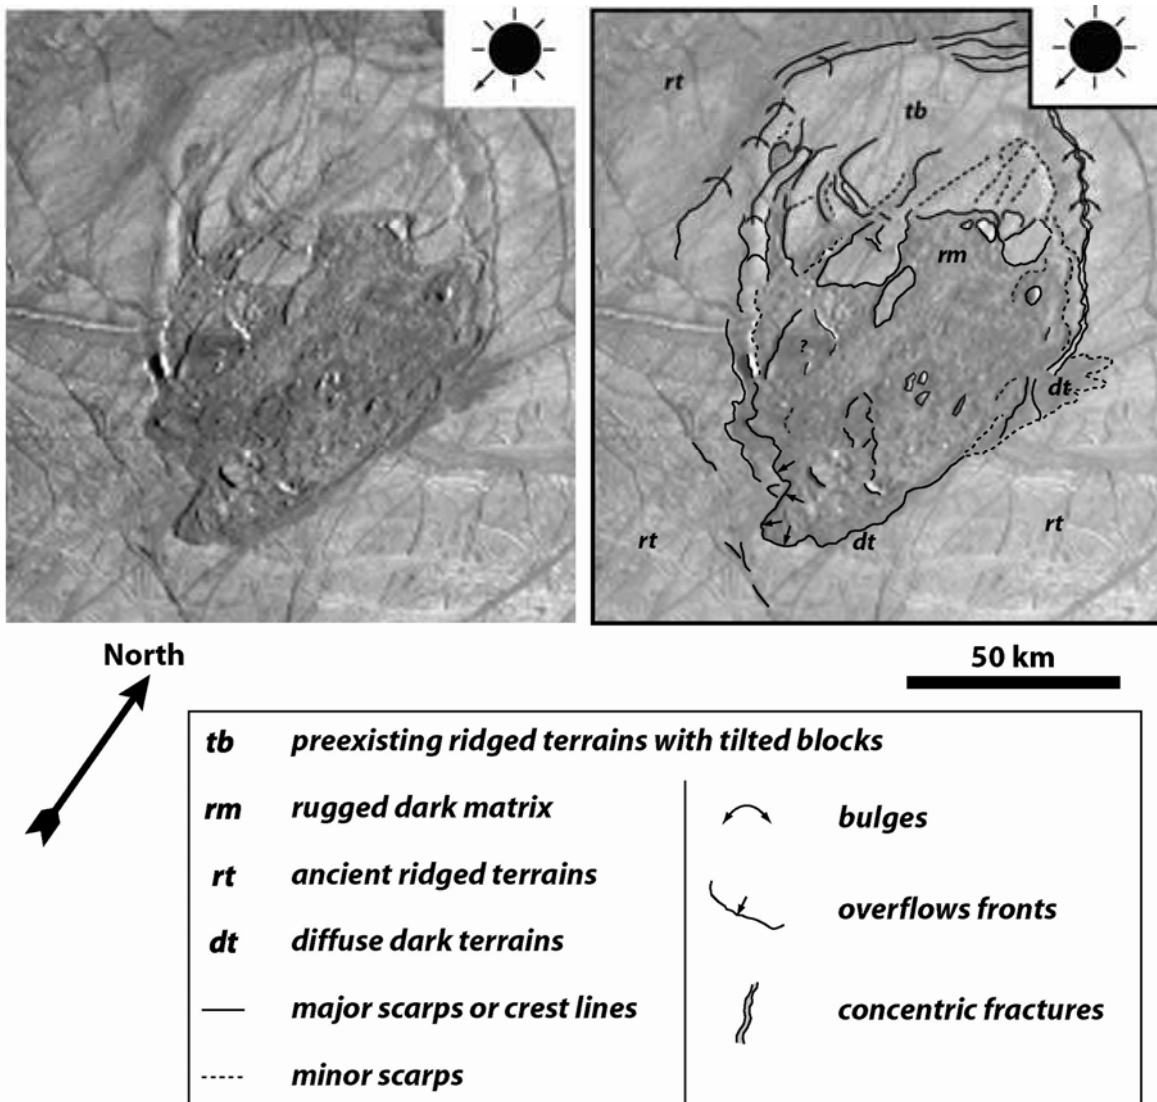 rt
tb
rm
?
dt
rt
rt
dt
North
50 km
tb preexisting ridged terrains with tilted blocks
rm rugged dark matrix
rt ancient ridged terrains
dt diffuse dark terrains
major scarps or crest lines
minor scarps
bulges
overflows fronts
concentric fractures